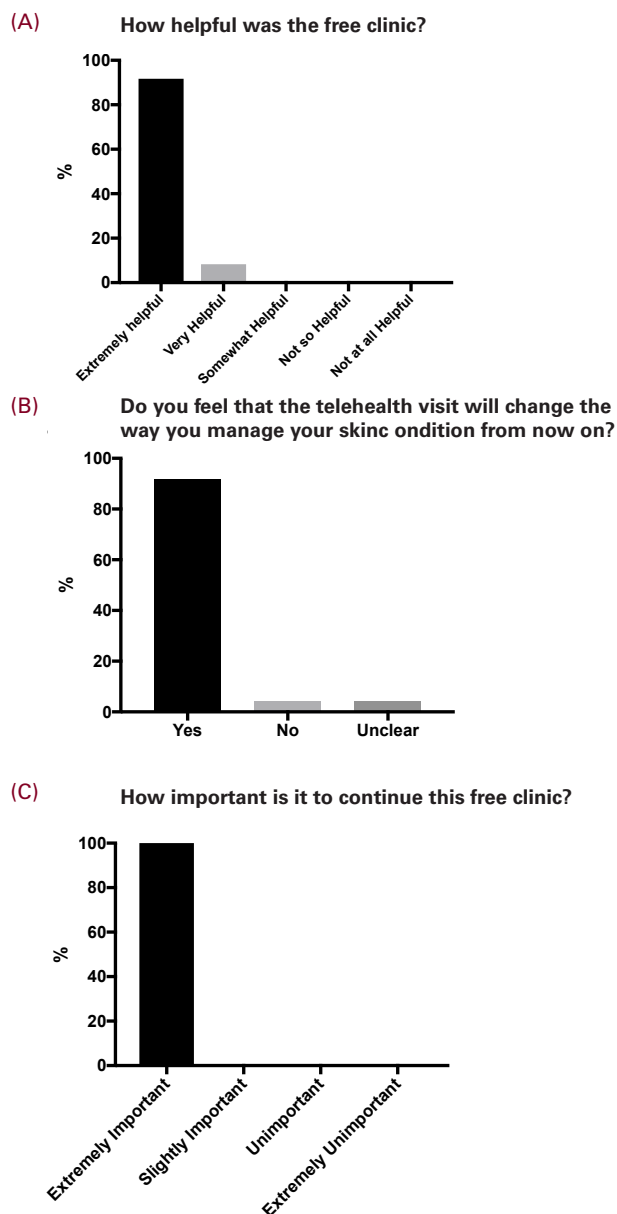 (A)
How helpful was the free clinic?
100
80
60
40
20
0
%
Extremely helpful
Very Helpful
Somewhat Helpful
Not so Helpful
Not at all Helpful
(B)
Do you feel that the telehealth visit will change the
way you manage your skinc ondition from now on?
100
80
60
40
20
0
%
Yes No Unclear
(C)
How important is it to continue this free clinic?
100
80
60
40
20
0
%
Extremely Important
Slightly Important
Unimportant
Extremely Unimportant